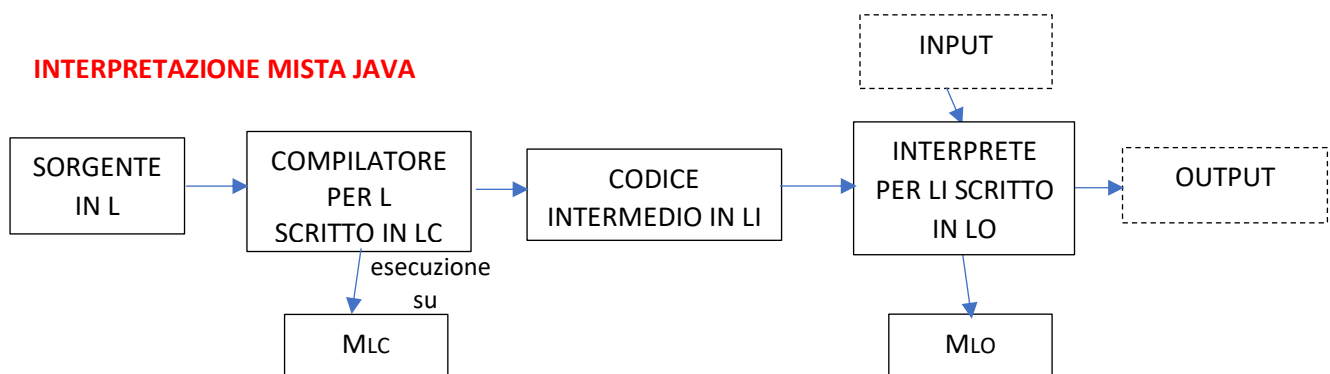 INTERPRETAZIONE MISTA JAVA
INPUT
SORGENTE
IN L
COMPILATORE
PER L
SCRITTO IN LC
CODICE
INTERMEDIO IN LI
INTERPRETE
PER LI SCRITTO
IN LO
OUTPUT
esecuzione
su
MLC
MLO